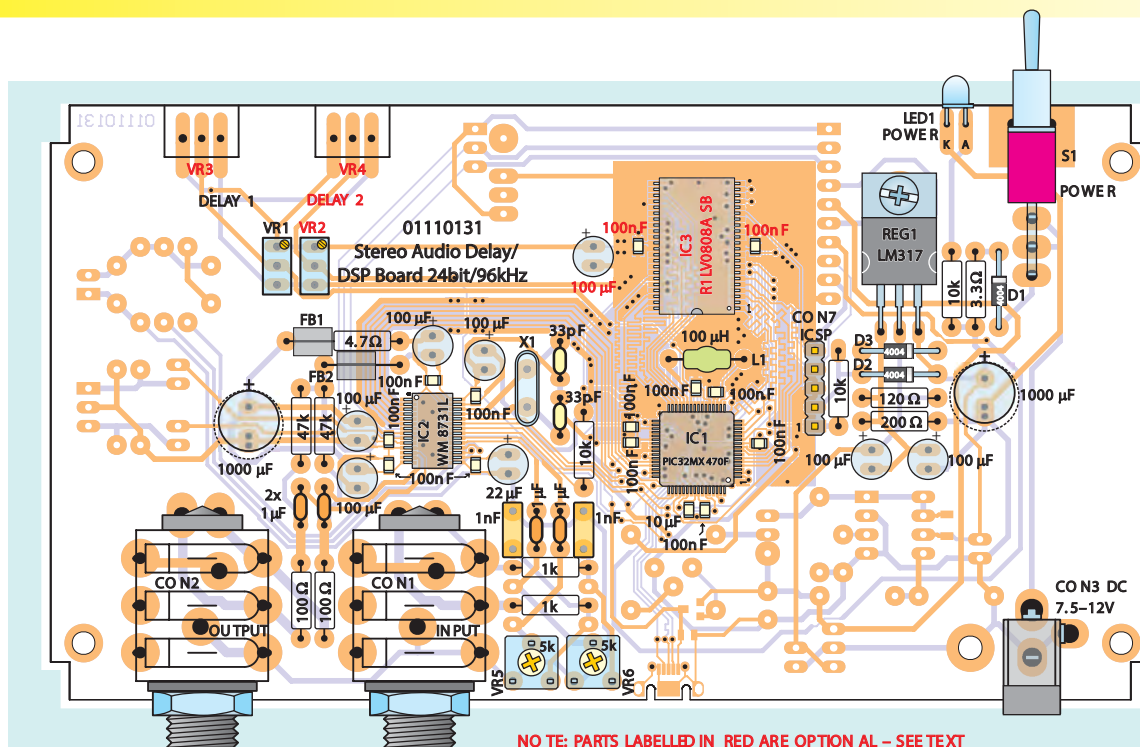 01110131
LED1
POWER
K A
S1
POWER
VR3
VR4
DELAY 1
DELAY 2
VR1
VR2
01110131
Stereo Audio Delay/
DSP Board 24bit/96kHz
100nF
IC3
R1LV0808A SB
100nF
REG1
LM317
100 µF
1
10k
3.3Ω
4004
D1
FB1
4.7Ω
100 µF
100 µF
X1
33pF
CON7
ICSP
100 µH
L1
D3
4004
D2
4004
FB2
100nF
100nF
100nF
100nF
100nF
33pF
100nF
10k
120 Ω
1000 µF
100 µF
47k
47k
IC2
WM 8731L
IC1
PIC32MX470F
1
200 Ω
1000 µF
10k
100nF
100nF
100 µF
100 µF
100nF
22 µF
100 µF
2x
1 µF
1nF
1µF
1µF
1nF
10 µF
100nF
CON2
CON1
1k
CON3 DC
7.5–12V
100Ω
100Ω
1k
OUTPUT
INPUT
5k
5k
VR5
VR6
NOTE: PARTS LABELLED IN RED ARE OPTIONAL – SEE TEXT